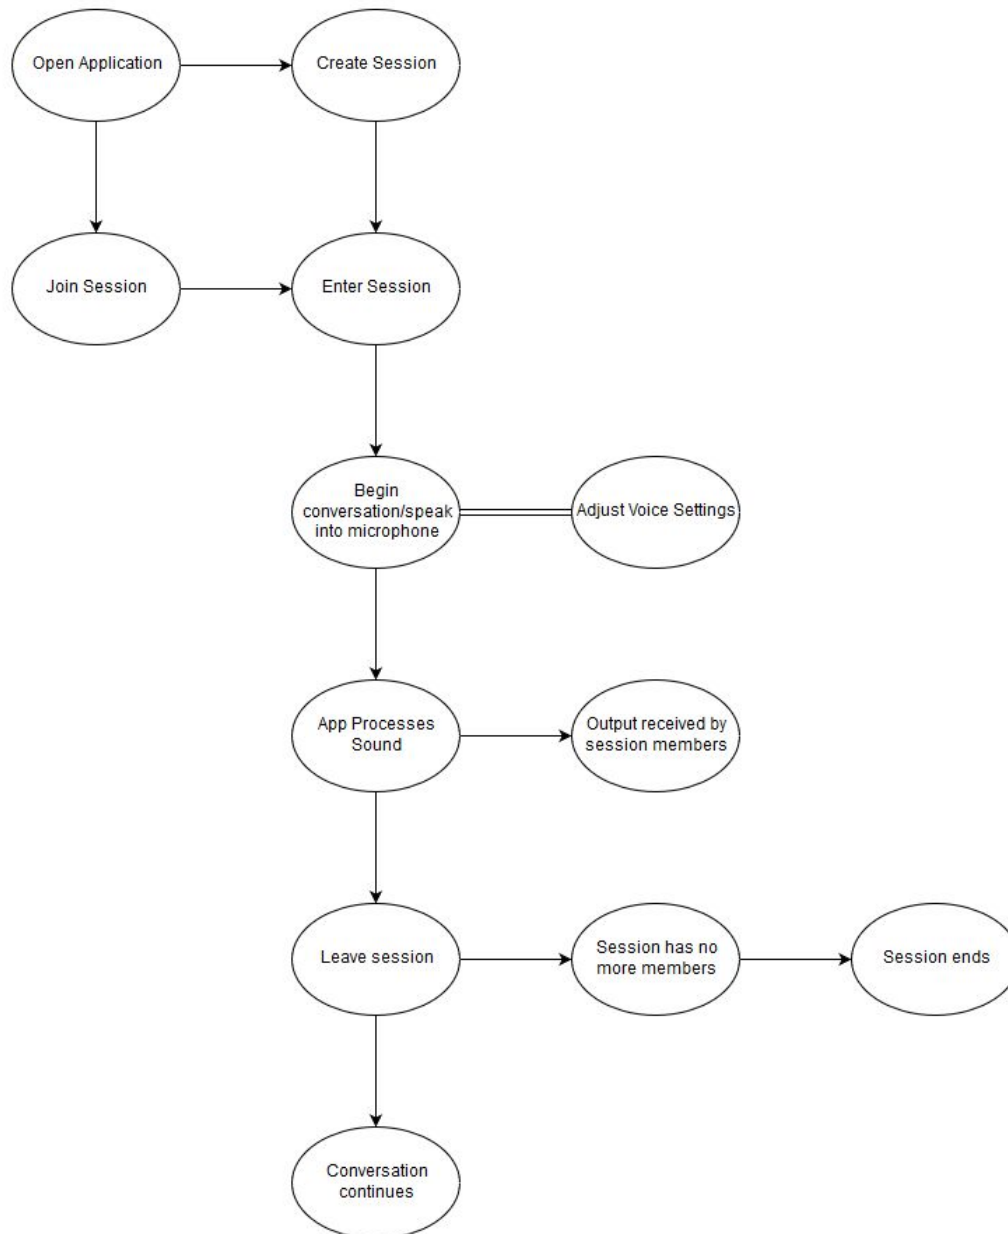 Open Application
Create Session
Join Session
Enter Session
Begin
conversation/speak
into microphone
Adjust Voice Settings
App Processes
Sound
Output received by
session members
Leave session
Session has no
more members
Session ends
Conversation
continues